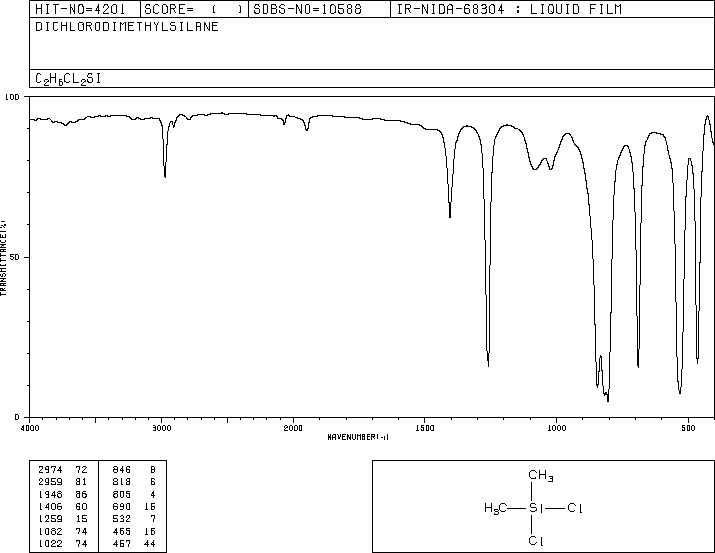 HIT-NO=4201 SCORE= ( ) SDBS-NO=10588 IR-NIDA-68304 : LIQUID FILM
DICHLORODIMETHYLSILANE
C2H6CL2SI
100
50
0
TRANSMITTANCE(%)
4000 3000 2000 1500 1000 500
WAVENUMBER(-1)
2974 72 846 8
2959 81 818 6
1948 86 805 4
1406 60 690 15
1259 15 532 7
1082 74 465 16
1022 74 457 44
CH3
H3C Si Cl
Cl